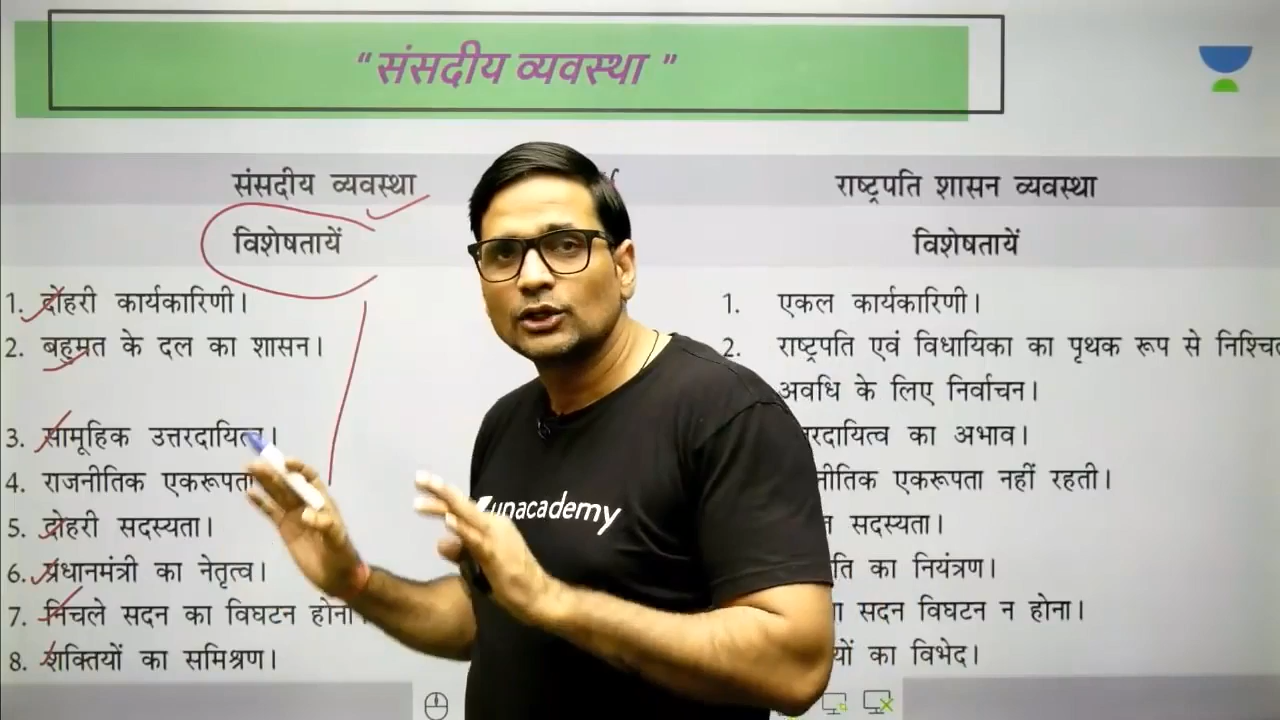 “संसदीय व्यवस्था ”
संसदीय व्यवस्था
राष्ट्रपति शासन व्यवस्था
विशेषतायें
विशेषतायें
1. दोहरी कार्यकारिणी।
1. एकल कार्यकारिणी।
2. बहुमत के दल का शासन।
2. राष्ट्रपति एवं विधायिका का पृथक रूप से
अवधि के लिए निर्वाचन।
3. सामूहिक उत्तरदायित्व।
का अभाव।
4. राजनीतिक
एकरूपता नहीं रहती।
5. दोहरी सदस्यता।
सदस्यता।
6. प्रधानमंत्री का नेतृत्व।
का नियंत्रण।
7. निचले सदन का विघटन होना
सदन विघटन न होना।
8. शक्तियों का समिश्रण।
का विभेद।
unacademy